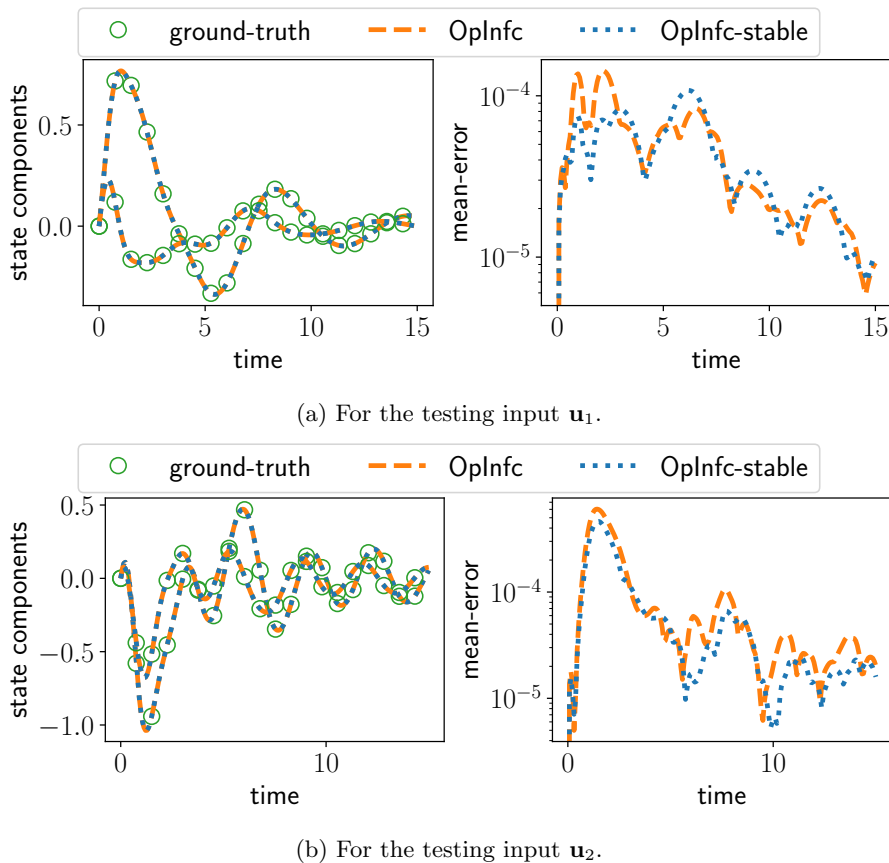 ground-truth OpInfc OpInfc-stable
state components
0.5
0.0
0 5 10 15
time
mean-error
10⁻⁴
10⁻⁵
0 5 10 15
time
(a) For the testing input u₁.
ground-truth OpInfc OpInfc-stable
state components
0.5
0.0
−0.5
−1.0
0 10
time
mean-error
10⁻⁴
10⁻⁵
0 10
time
(b) For the testing input u₂.